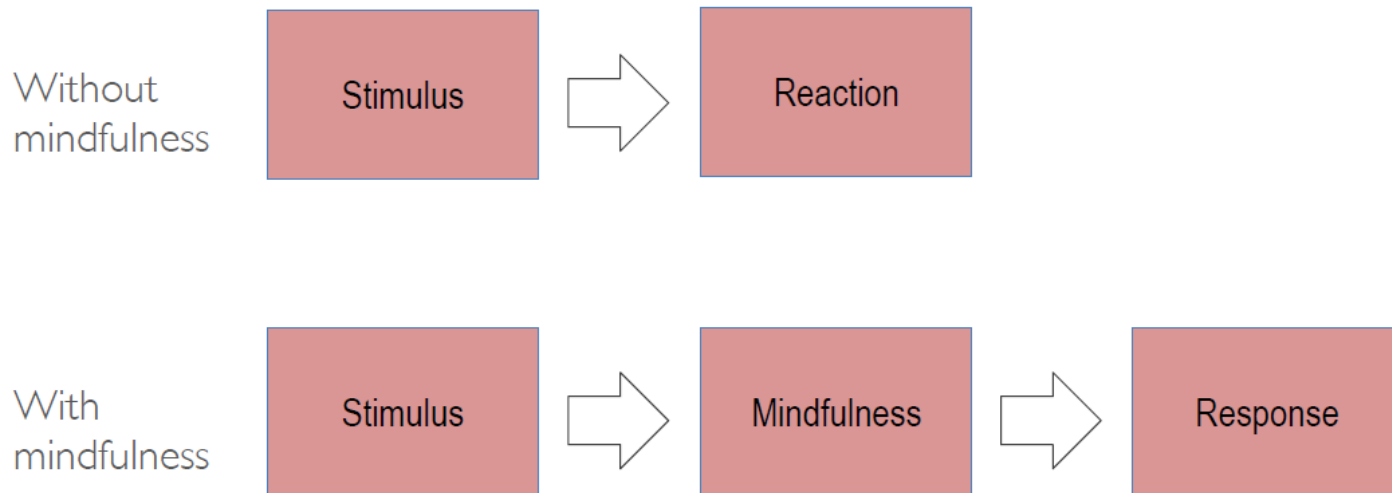 Without
mindfulness
Stimulus
Reaction
With
mindfulness
Stimulus
Mindfulness
Response